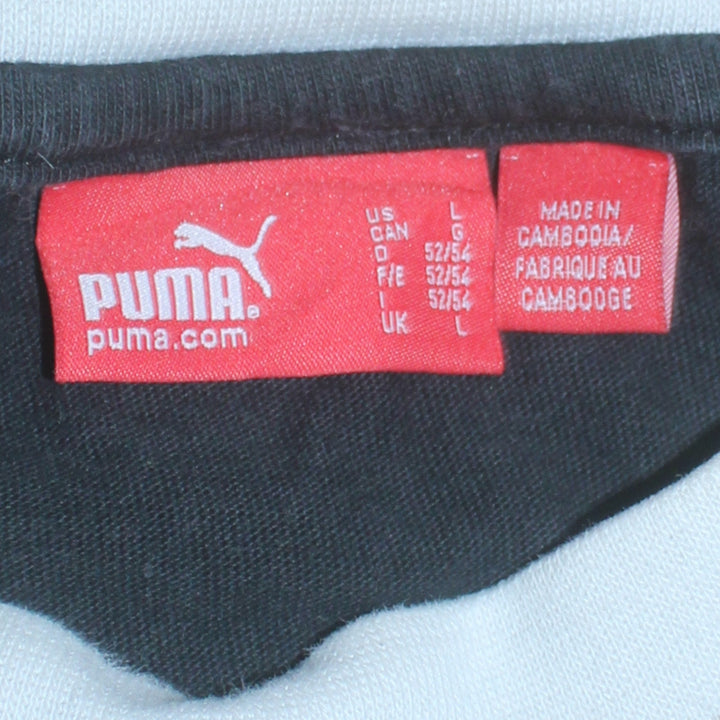 PUMA®
puma.com
US L
CAN G
D 52/54
F/E 52/54
I 52/54
UK L
MADE IN
CAMBODIA/
FABRIQUE AU
CAMBODGE